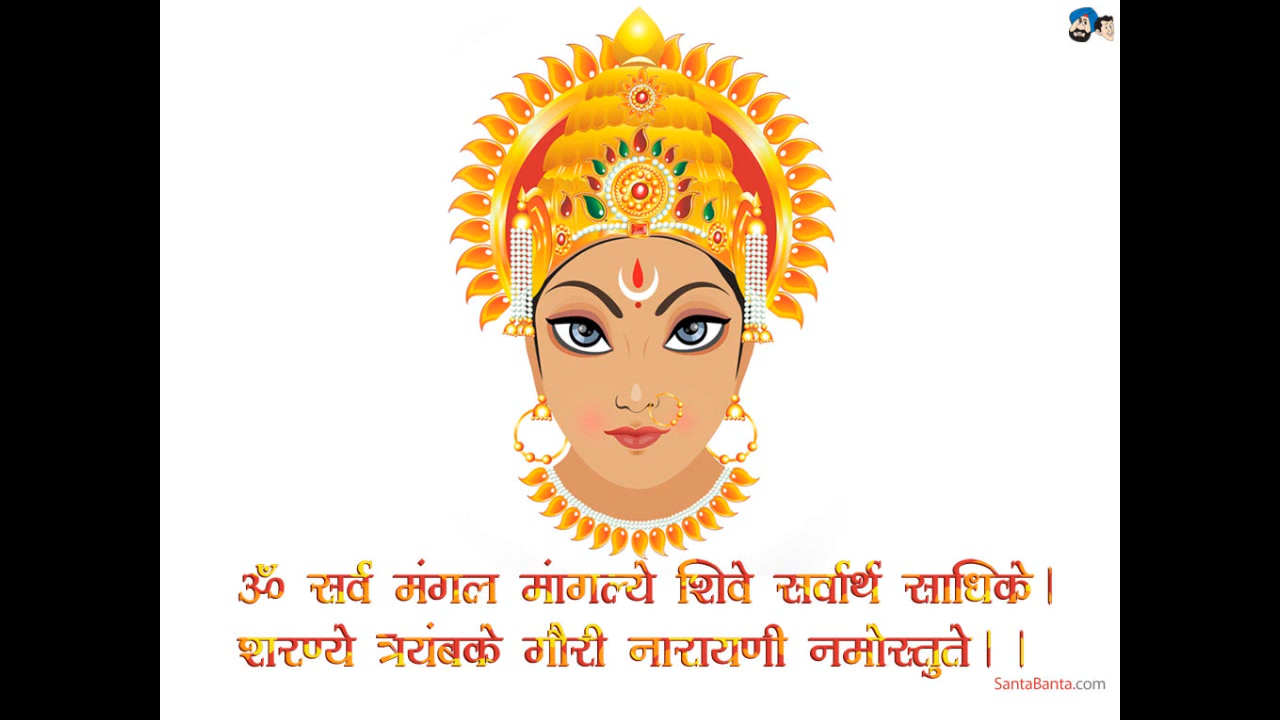 ॐ सर्व मंगल मांगल्ये शिवे सर्वार्थ साधिके।
शरण्ये त्रयंबके गौरी नारायणी नमोस्तुते। ।
SantaBanta.com